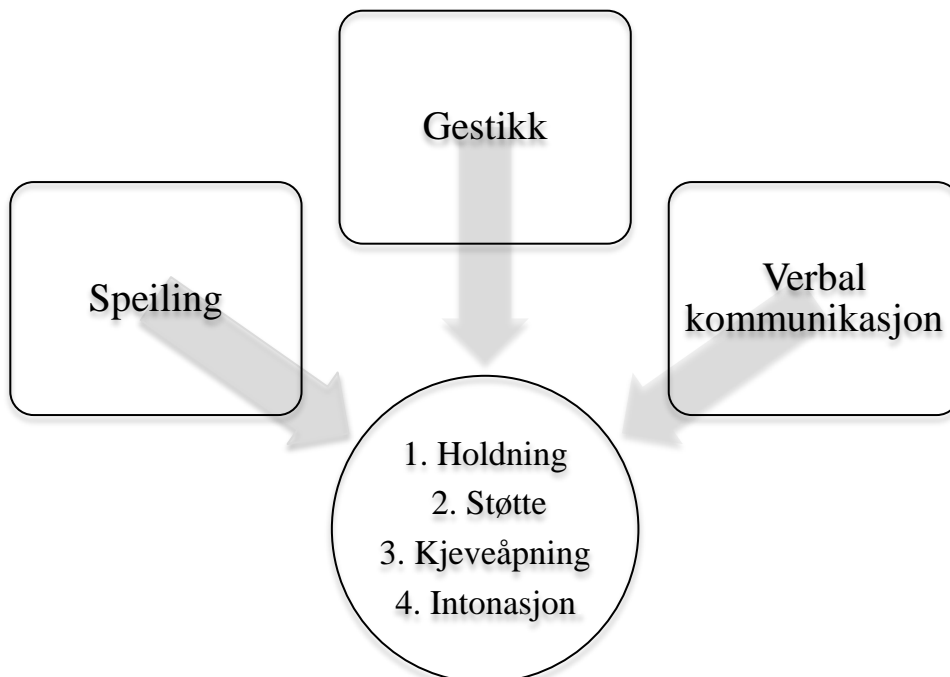 Gestikk
Speiling
Verbal
kommunikasjon
1. Holdning
2. Støtte
3. Kjeveåpning
4. Intonasjon